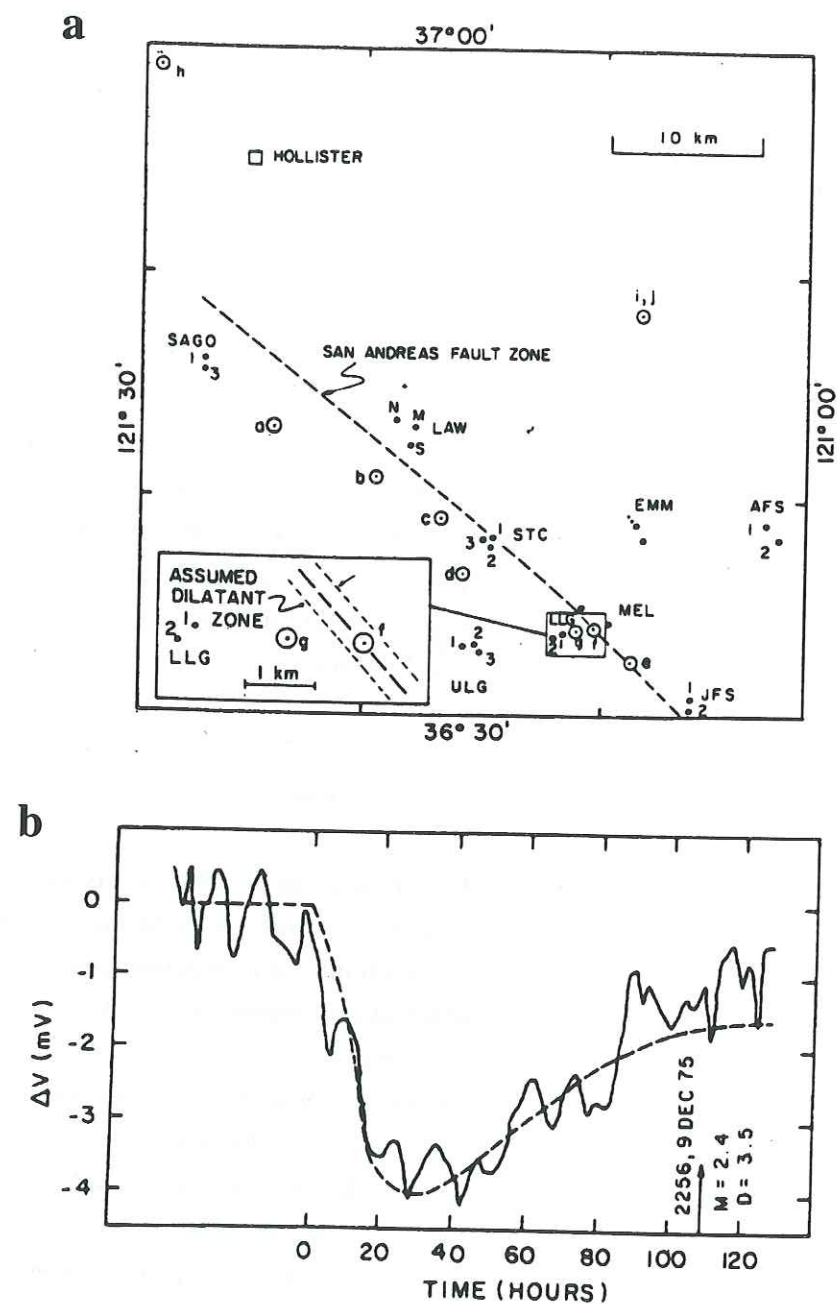 a
37°00'
h
HOLLISTER
10 km
i, j
SAGO
1
3
SAN ANDREAS FAULT ZONE
121° 30'
121° 00'
N M
LAW
S
a
b
c
EMM
AFS
1
2
1
3 STC
2
d
ASSUMED
DILATANT
ZONE
2 1
g
f
LLG
1 km
1 2
3
ULG
LLG
MEL
2 1 g f
e
1
JFS
2
36° 30'
b
0
-1
-2
-3
-4
ΔV (mV)
2256, 9 DEC 75
M = 2.4
D = 3.5
0 20 40 60 80 100 120
TIME (HOURS)